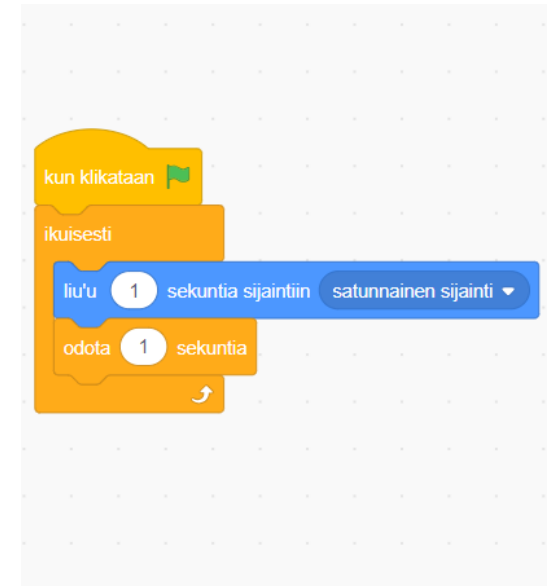 kun klikataan
ikuisesti
liu'u 1 sekuntia sijaintiin satunnainen sijainti
odota 1 sekuntia